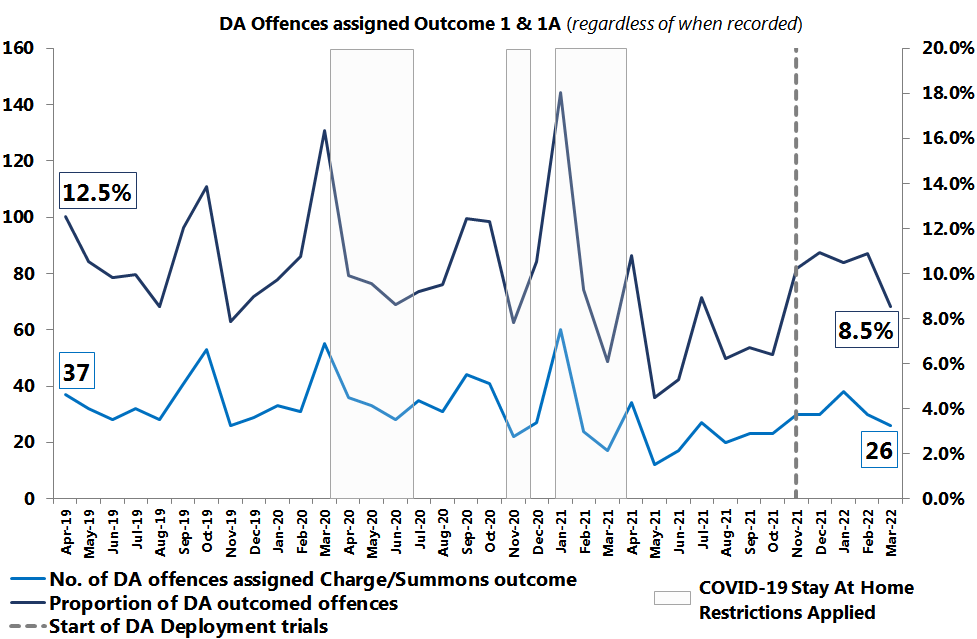 DA Offences assigned Outcome 1 & 1A (regardless of when recorded)
160
140
120
100
80
60
40
20
0
20.0%
18.0%
16.0%
14.0%
12.0%
10.0%
8.0%
6.0%
4.0%
2.0%
0.0%
12.5%
37
8.5%
26
Apr-19
May-19
Jun-19
Jul-19
Aug-19
Sep-19
Oct-19
Nov-19
Dec-19
Jan-20
Feb-20
Mar-20
Apr-20
May-20
Jun-20
Jul-20
Aug-20
Sep-20
Oct-20
Nov-20
Dec-20
Jan-21
Feb-21
Mar-21
Apr-21
May-21
Jun-21
Jul-21
Aug-21
Sep-21
Oct-21
Nov-21
Dec-21
Jan-22
Feb-22
Mar-22
No. of DA offences assigned Charge/Summons outcome
Proportion of DA outcomed offences
Start of DA Deployment trials
COVID-19 Stay At Home
Restrictions Applied